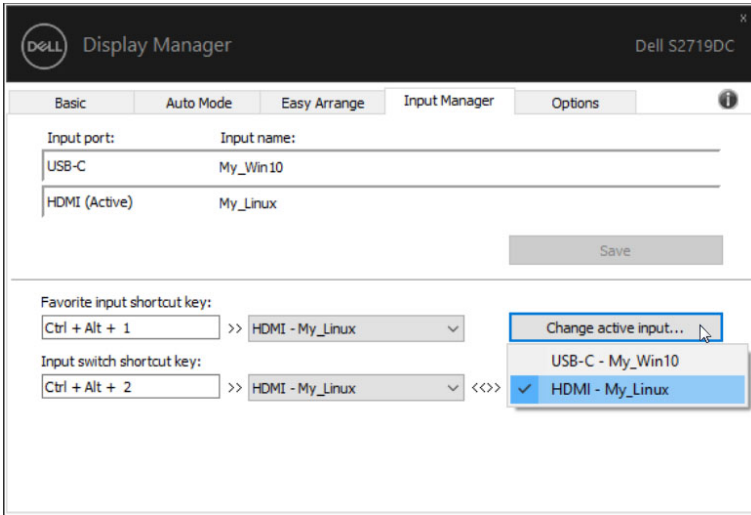 x
DELL Display Manager Dell S2719DC
Basic Auto Mode Easy Arrange Input Manager Options i
Input port: Input name:
USB-C My_Win10
HDMI (Active) My_Linux
Save
Favorite input shortcut key:
Ctrl + Alt + 1 >> HDMI - My_Linux Change active input...
Input switch shortcut key:
USB-C - My_Win10
Ctrl + Alt + 2 >> HDMI - My_Linux <<>> HDMI - My_Linux